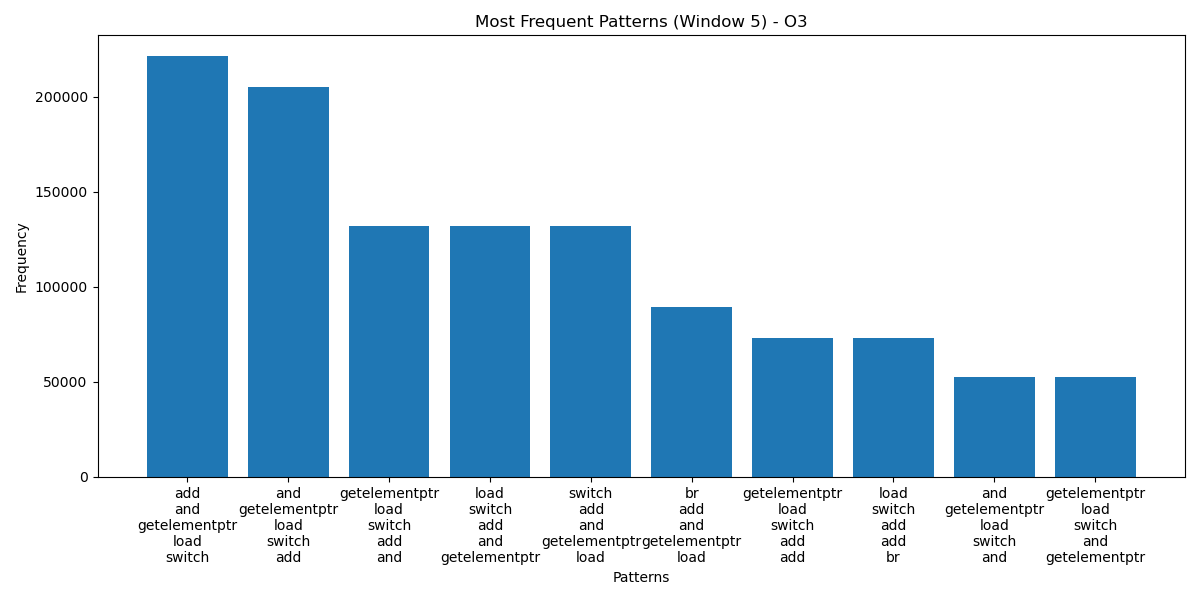 Most Frequent Patterns (Window 5) - O3
Frequency
200000
150000
100000
50000
0
add
and
getelementptr
load
switch
and
getelementptr
load
switch
add
getelementptr
load
switch
add
and
load
switch
add
and
getelementptr
switch
add
and
getelementptr
load
br
add
and
getelementptr
load
getelementptr
load
switch
add
add
load
switch
add
add
br
and
getelementptr
load
switch
and
getelementptr
load
switch
and
getelementptr
Patterns